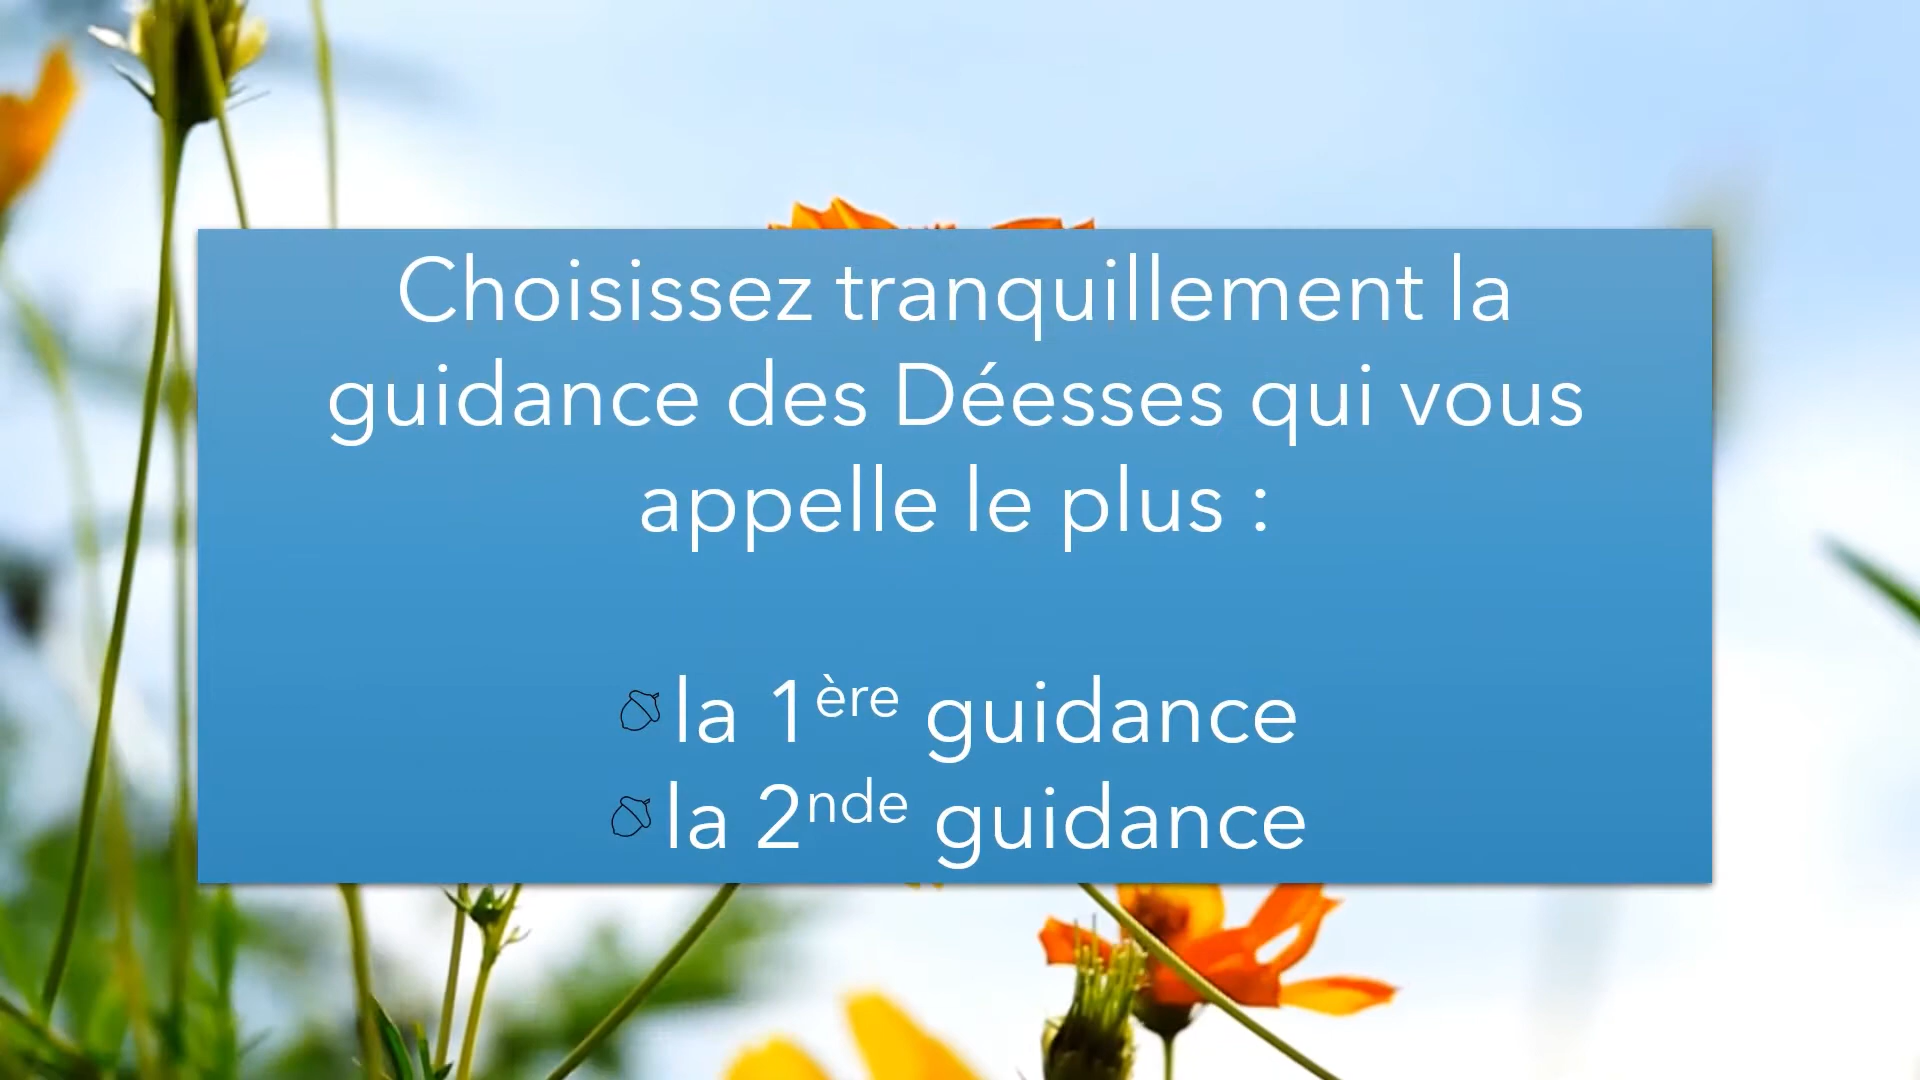 Choisissez tranquillement la
guidance des Déesses qui vous
appelle le plus :
la 1ère guidance
la 2nde guidance